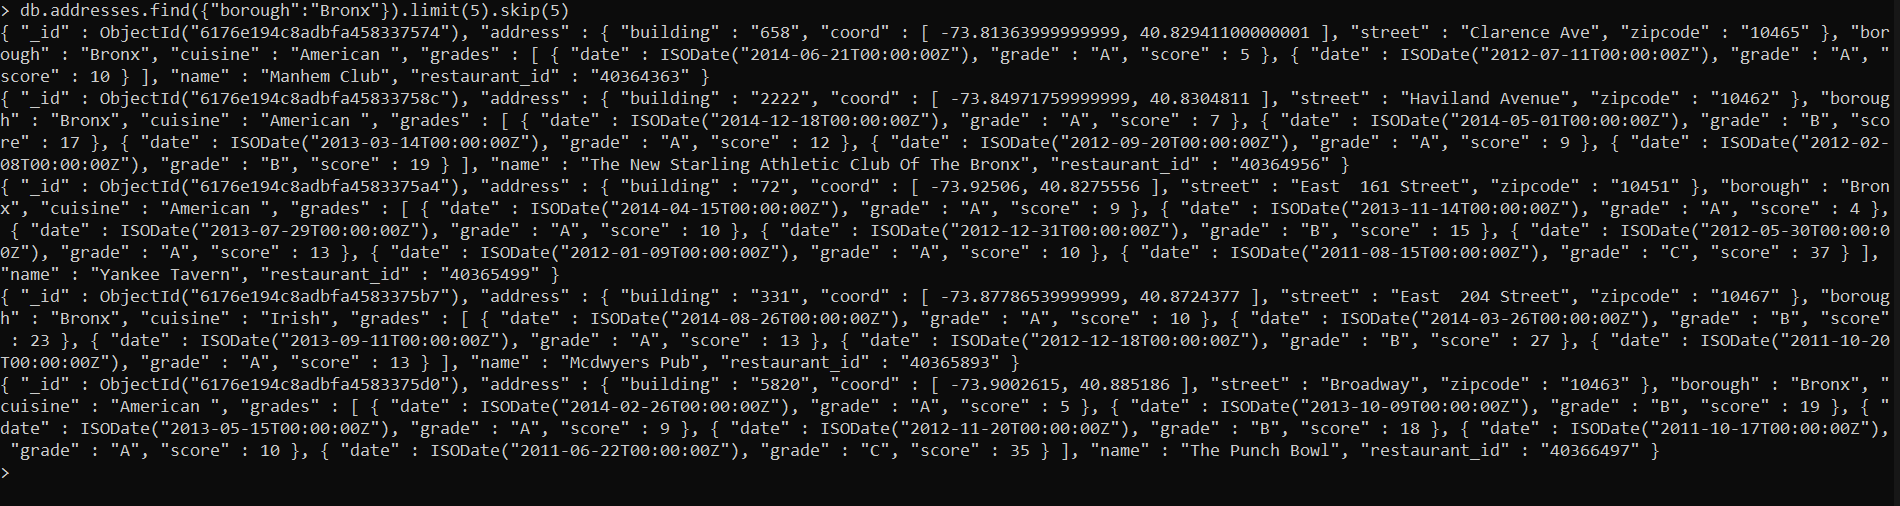 > db.addresses.find({"borough":"Bronx"}).limit(5).skip(5)
{ "_id" : ObjectId("6176e194c8adbfa458337574"), "address" : { "building" : "658", "coord" : [ -73.81363999999999, 40.82941100000001 ], "street" : "Clarence Ave", "zipcode" : "10465" }, "bor
ough" : "Bronx", "cuisine" : "American ", "grades" : [ { "date" : ISODate("2014-06-21T00:00:00Z"), "grade" : "A", "score" : 5 }, { "date" : ISODate("2012-07-11T00:00:00Z"), "grade" : "A", "
score" : 10 } ], "name" : "Manhem Club", "restaurant_id" : "40364363" }
{ "_id" : ObjectId("6176e194c8adbfa45833758c"), "address" : { "building" : "2222", "coord" : [ -73.84971759999999, 40.8304811 ], "street" : "Haviland Avenue", "zipcode" : "10462" }, "boroug
h" : "Bronx", "cuisine" : "American ", "grades" : [ { "date" : ISODate("2014-12-18T00:00:00Z"), "grade" : "A", "score" : 7 }, { "date" : ISODate("2014-05-01T00:00:00Z"), "grade" : "B", "sco
re" : 17 }, { "date" : ISODate("2013-03-14T00:00:00Z"), "grade" : "A", "score" : 12 }, { "date" : ISODate("2012-09-20T00:00:00Z"), "grade" : "A", "score" : 9 }, { "date" : ISODate("2012-02-
08T00:00:00Z"), "grade" : "B", "score" : 19 } ], "name" : "The New Starling Athletic Club Of The Bronx", "restaurant_id" : "40364956" }
{ "_id" : ObjectId("6176e194c8adbfa4583375a4"), "address" : { "building" : "72", "coord" : [ -73.92506, 40.8275556 ], "street" : "East  161 Street", "zipcode" : "10451" }, "borough" : "Bron
x", "cuisine" : "American ", "grades" : [ { "date" : ISODate("2014-04-15T00:00:00Z"), "grade" : "A", "score" : 9 }, { "date" : ISODate("2013-11-14T00:00:00Z"), "grade" : "A", "score" : 4 },
 { "date" : ISODate("2013-07-29T00:00:00Z"), "grade" : "A", "score" : 10 }, { "date" : ISODate("2012-12-31T00:00:00Z"), "grade" : "B", "score" : 15 }, { "date" : ISODate("2012-05-30T00:00:0
0Z"), "grade" : "A", "score" : 13 }, { "date" : ISODate("2012-01-09T00:00:00Z"), "grade" : "A", "score" : 10 }, { "date" : ISODate("2011-08-15T00:00:00Z"), "grade" : "C", "score" : 37 } ],
"name" : "Yankee Tavern", "restaurant_id" : "40365499" }
{ "_id" : ObjectId("6176e194c8adbfa4583375b7"), "address" : { "building" : "331", "coord" : [ -73.87786539999999, 40.8724377 ], "street" : "East  204 Street", "zipcode" : "10467" }, "boroug
h" : "Bronx", "cuisine" : "Irish", "grades" : [ { "date" : ISODate("2014-08-26T00:00:00Z"), "grade" : "A", "score" : 10 }, { "date" : ISODate("2014-03-26T00:00:00Z"), "grade" : "B", "score"
 : 23 }, { "date" : ISODate("2013-09-11T00:00:00Z"), "grade" : "A", "score" : 13 }, { "date" : ISODate("2012-12-18T00:00:00Z"), "grade" : "B", "score" : 27 }, { "date" : ISODate("2011-10-20
T00:00:00Z"), "grade" : "A", "score" : 13 } ], "name" : "Mcdwyers Pub", "restaurant_id" : "40365893" }
{ "_id" : ObjectId("6176e194c8adbfa4583375d0"), "address" : { "building" : "5820", "coord" : [ -73.9002615, 40.885186 ], "street" : "Broadway", "zipcode" : "10463" }, "borough" : "Bronx", "
cuisine" : "American ", "grades" : [ { "date" : ISODate("2014-02-26T00:00:00Z"), "grade" : "A", "score" : 5 }, { "date" : ISODate("2013-10-09T00:00:00Z"), "grade" : "B", "score" : 19 }, { "
date" : ISODate("2013-05-15T00:00:00Z"), "grade" : "A", "score" : 9 }, { "date" : ISODate("2012-11-20T00:00:00Z"), "grade" : "B", "score" : 18 }, { "date" : ISODate("2011-10-17T00:00:00Z"),
 "grade" : "A", "score" : 10 }, { "date" : ISODate("2011-06-22T00:00:00Z"), "grade" : "C", "score" : 35 } ], "name" : "The Punch Bowl", "restaurant_id" : "40366497" }
>